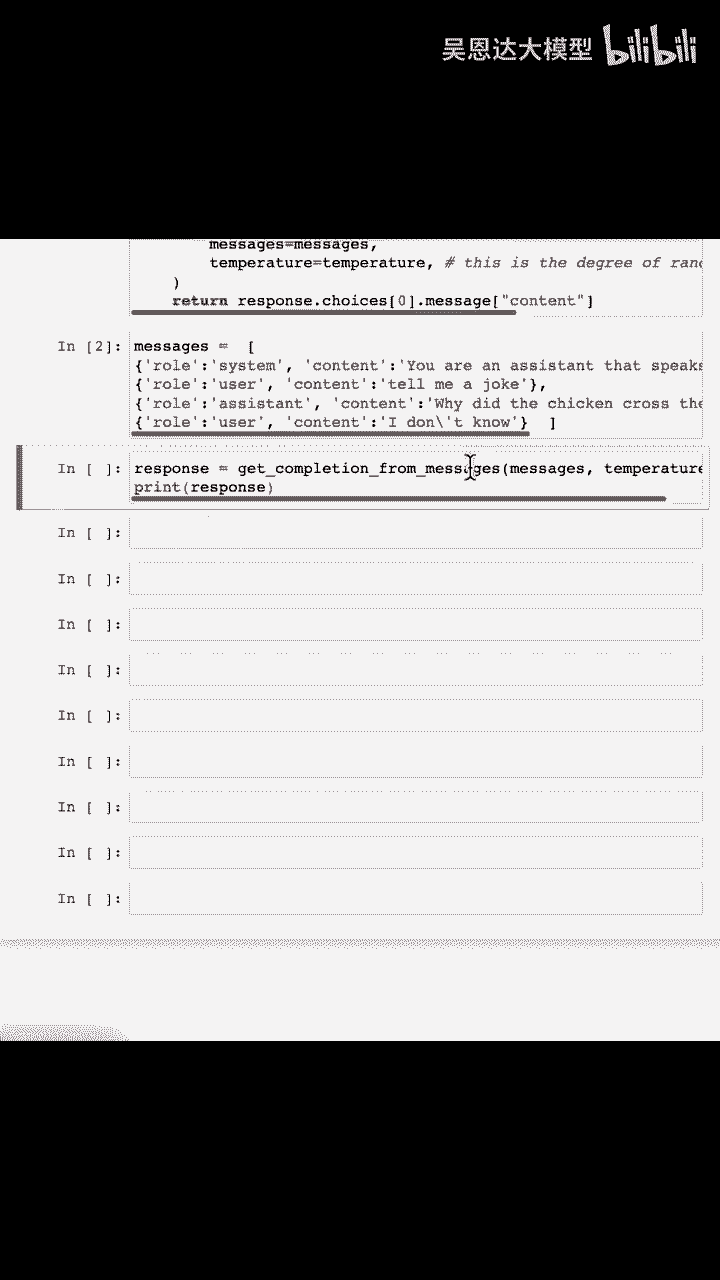 吴恩达大模型 bilibili
messages=messages,
temperature=temperature, # this is the degree of
)
return response.choices[0].message["content"]
In [2]: messages = [
{'role':'system', 'content':'You are an assistant that speaks
{'role':'user', 'content':'tell me a joke'},
{'role':'assistant', 'content':'Why did the chicken cross the
{'role':'user', 'content':'I don\'t know'} ]
In [ ]: response = get_completion_from_messages(messages, temperature
print(response)
In [ ]:
In [ ]:
In [ ]:
In [ ]:
In [ ]:
In [ ]:
In [ ]:
In [ ]:
In [ ]: